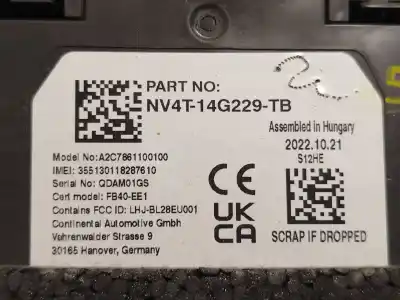 PART NO:
NV4T-14G229-TB
Assembled in Hungary
2022.10.21
S12HE
Model No:A2C7861100100
IMEI: 355130118287610
Serial No: QDAM01GS
Cert model: FB40-EE1
Contains FCC ID: LHJ-BL28EU001
Continental Automotive GmbH
Vahrenwalder Strasse 9
30165 Hanover, Germany
CE
UK
CA
SCRAP IF DROPPED